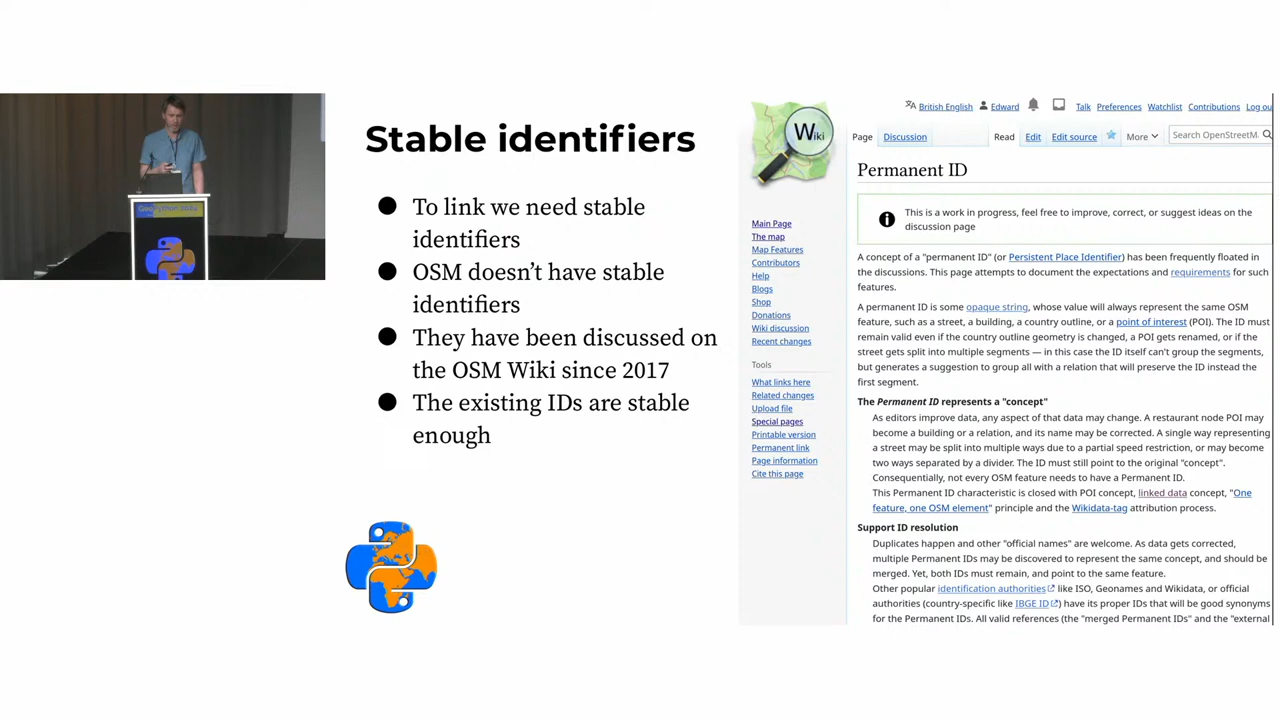 Stable identifiers
To link we need stable
identifiers
OSM doesn’t have stable
identifiers
They have been discussed on
the OSM Wiki since 2017
The existing IDs are stable
enough
Wiki
Main Page
The map
Map Features
Contributors
Help
Blogs
Shop
Donations
Wiki discussion
Recent changes
Tools
What links here
Related changes
Upload file
Special pages
Printable version
Permanent link
Page information
Cite this page
British English Edward Talk Preferences Watchlist Contributions Log ou
Page Discussion Read Edit Edit source More Search OpenStreetM
Permanent ID
This is a work in progress, feel free to improve, correct, or suggest ideas on the
discussion page
A concept of a "permanent ID" (or Persistent Place Identifier) has been frequently floated in
the discussions. This page attempts to document the expectations and requirements for such
features.
A permanent ID is some opaque string, whose value will always represent the same OSM
feature, such as a street, a building, a country outline, or a point of interest (POI). The ID must
remain valid even if the country outline geometry is changed, a POI gets renamed, or if the
street gets split into multiple segments — in this case the ID itself can't group the segments,
but generates a suggestion to group all with a relation that will preserve the ID instead the
first segment.
The Permanent ID represents a "concept"
As editors improve data, any aspect of that data may change. A restaurant node POI may
become a building or a relation, and its name may be corrected. A single way representing
a street may be split into multiple ways due to a partial speed restriction, or may become
two ways separated by a divider. The ID must still point to the original "concept".
Consequentially, not every OSM feature needs to have a Permanent ID.
This Permanent ID characteristic is closed with POI concept, linked data concept, "One
feature, one OSM element" principle and the Wikidata-tag attribution process.
Support ID resolution
Duplicates happen and other "official names" are welcome. As data gets corrected,
multiple Permanent IDs may be discovered to represent the same concept, and should be
merged. Yet, both IDs must remain, and point to the same feature.
Other popular identification authorities like ISO, Geonames and Wikidata, or official
authorities (country-specific like IBGE ID) have its proper IDs that will be good synonyms
for the Permanent IDs. All valid references (the "merged Permanent IDs" and the "external